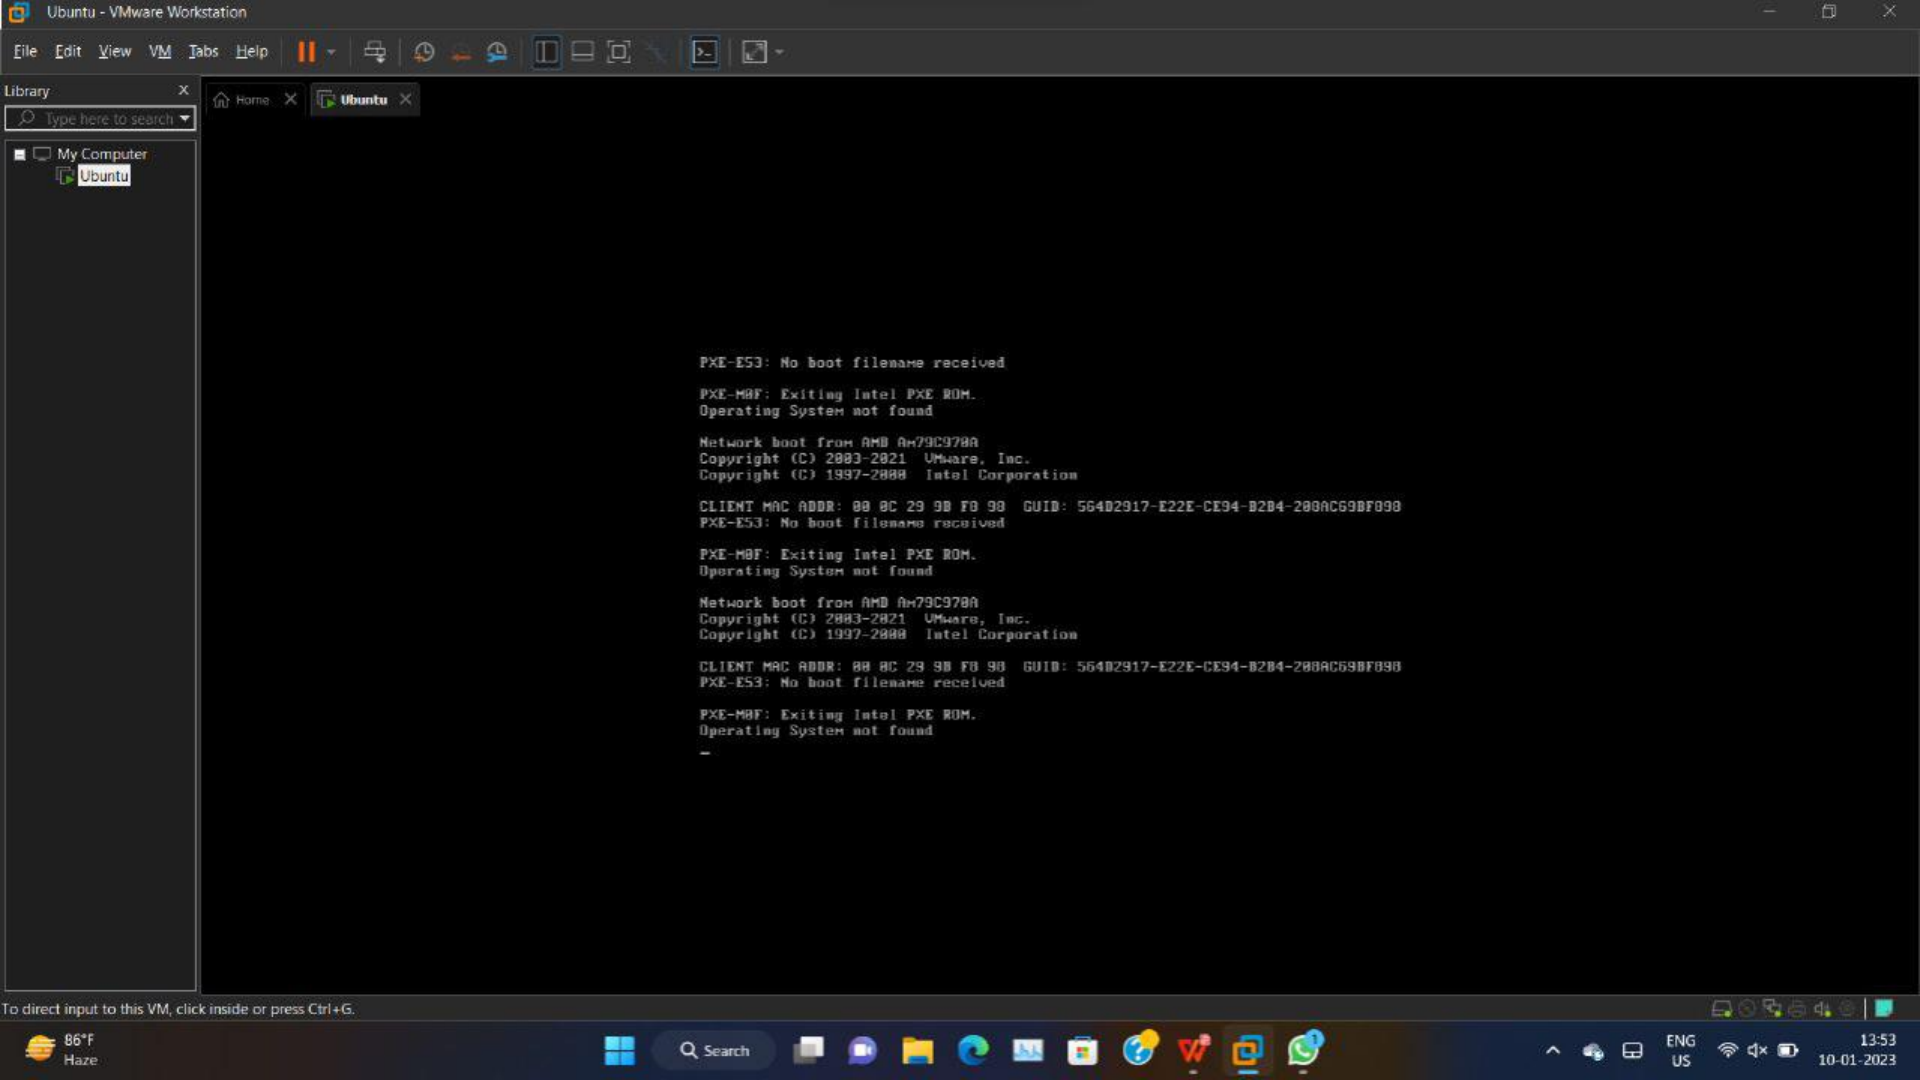 Ubuntu - VMware Workstation
File Edit View VM Tabs Help
Library
Type here to search
My Computer
Ubuntu
Home
Ubuntu
PXE-E53: No boot filename received
PXE-M0F: Exiting Intel PXE ROM.
Operating System not found
Network boot from AMD Am79C970A
Copyright (C) 2003-2021 VMware, Inc.
Copyright (C) 1997-2000 Intel Corporation
CLIENT MAC ADDR: 00 0C 29 9B F8 98 GUID: 564D2917-E22E-CE94-B2B4-208AC69BF898
PXE-E53: No boot filename received
PXE-M0F: Exiting Intel PXE ROM.
Operating System not found
Network boot from AMD Am79C970A
Copyright (C) 2003-2021 VMware, Inc.
Copyright (C) 1997-2000 Intel Corporation
CLIENT MAC ADDR: 00 0C 29 9B F8 98 GUID: 564D2917-E22E-CE94-B2B4-208AC69BF898
PXE-E53: No boot filename received
PXE-M0F: Exiting Intel PXE ROM.
Operating System not found
To direct input to this VM, click inside or press Ctrl+G.
86°F
Haze
Search
1
ENG
US
13:53
10-01-2023